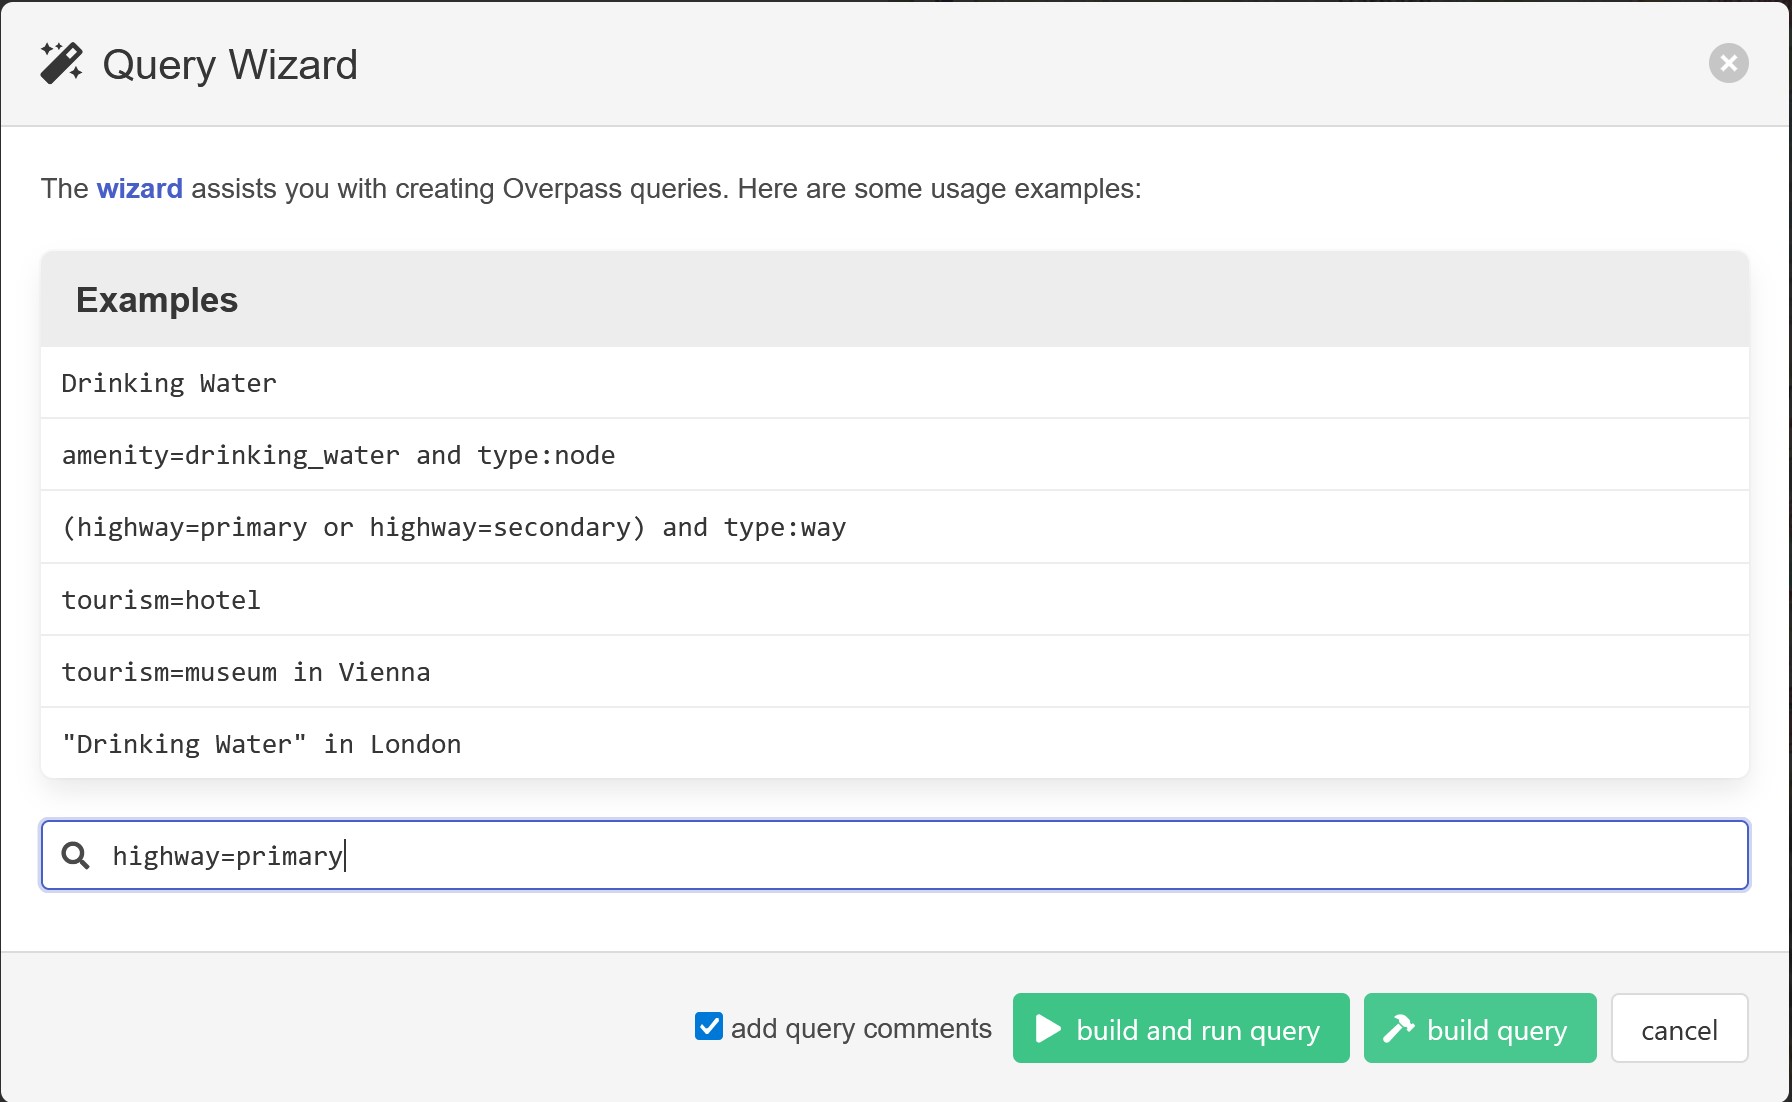 Query Wizard
The wizard assists you with creating Overpass queries. Here are some usage examples:
Examples
Drinking Water
amenity=drinking_water and type:node
(highway=primary or highway=secondary) and type:way
tourism=hotel
tourism=museum in Vienna
"Drinking Water" in London
highway=primary
add query comments
build and run query
build query
cancel